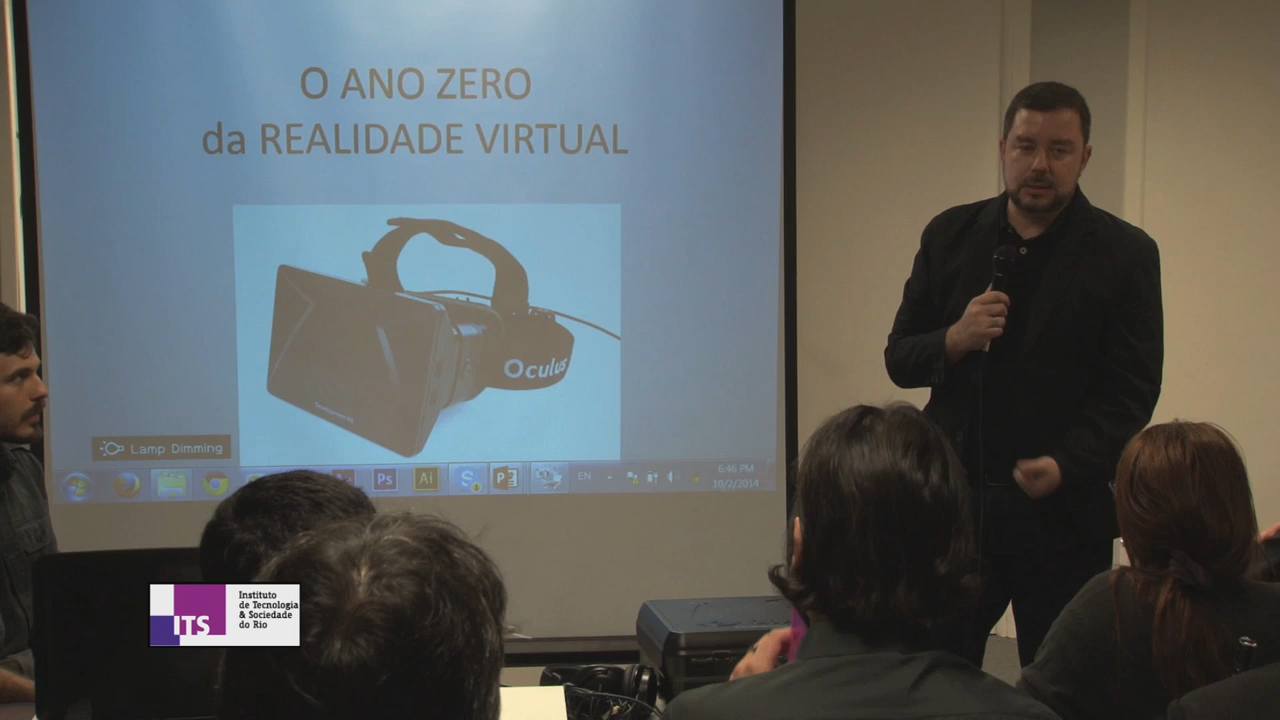 O ANO ZERO
da REALIDADE VIRTUAL
Oculus
Lamp Dimming
Ps
Ai
S
P
EN
6:46 PM
10/2/2014
ITS
Instituto
de Tecnologia
& Sociedade
do Rio